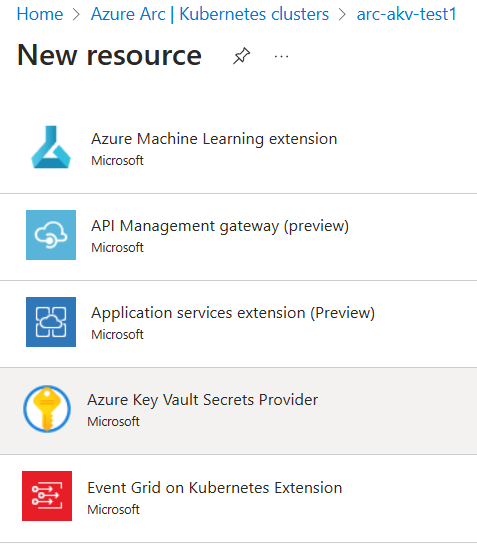 Home > Azure Arc | Kubernetes clusters > arc-akv-test1
New resource ...
Azure Machine Learning extension
Microsoft
API Management gateway (preview)
Microsoft
Application services extension (Preview)
Microsoft
Azure Key Vault Secrets Provider
Microsoft
Event Grid on Kubernetes Extension
Microsoft